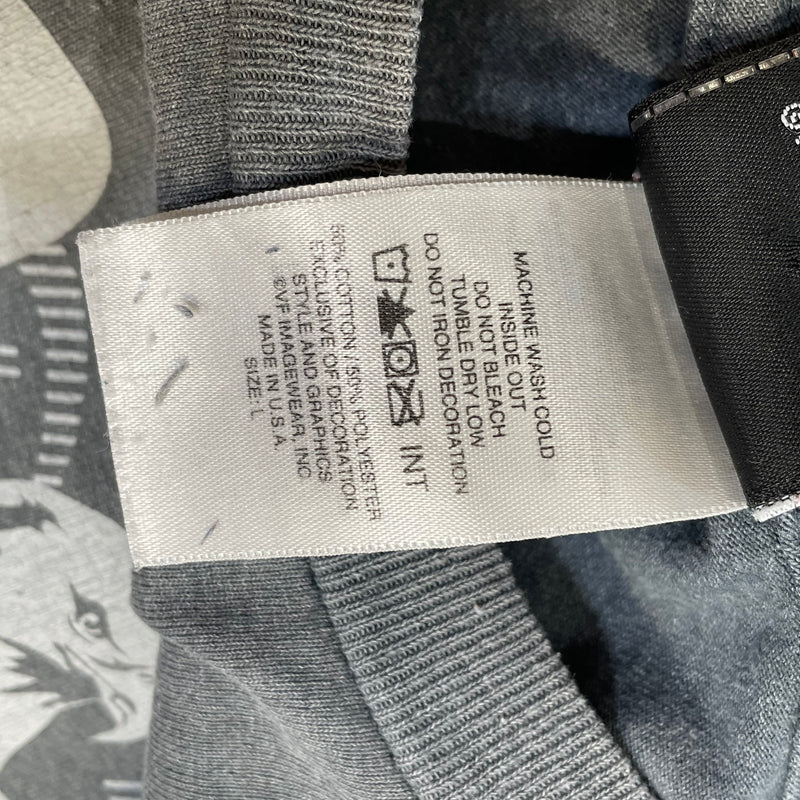 MACHINE WASH COLD
INSIDE OUT
DO NOT BLEACH
TUMBLE DRY LOW
DO NOT IRON DECORATION
INT
50% COTTON / 50% POLYESTER
EXCLUSIVE OF DECORATION
STYLE AND GRAPHICS
©VF IMAGEWEAR, INC
MADE IN U.S.A.
SIZE: L